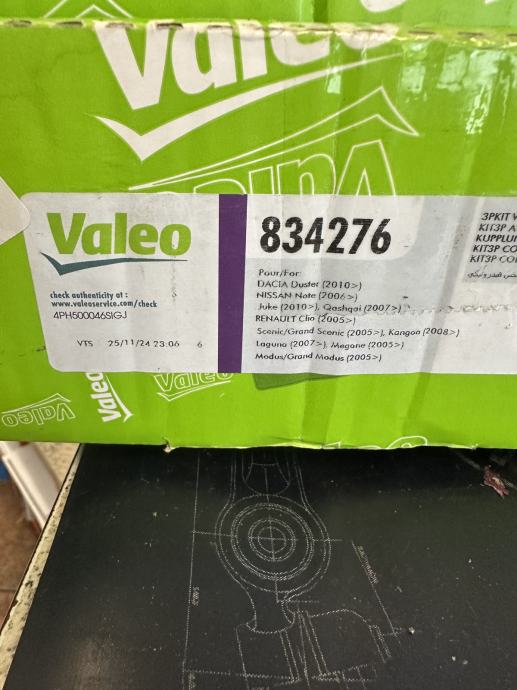 Valeo
Valeo
check authenticity at :
www.valeoservice.com/check
4PH500046SIGJ
VTS 25/11/24 23:06 6
834276
Pour/For:
DACIA Duster (2010>)
NISSAN Note (2006>)
Juke (2010>), Qashqai (2007>)
RENAULT Clio (2005>)
Scenic/Grand Scenic (2005>), Kangoo (2008>)
Laguna (2007>), Megane (2005>)
Modus/Grand Modus (2005>)
3PKIT
KIT3P
KUPPLU
KIT3P CO
KIT3P CO
Valeo
Valeo
Valeo